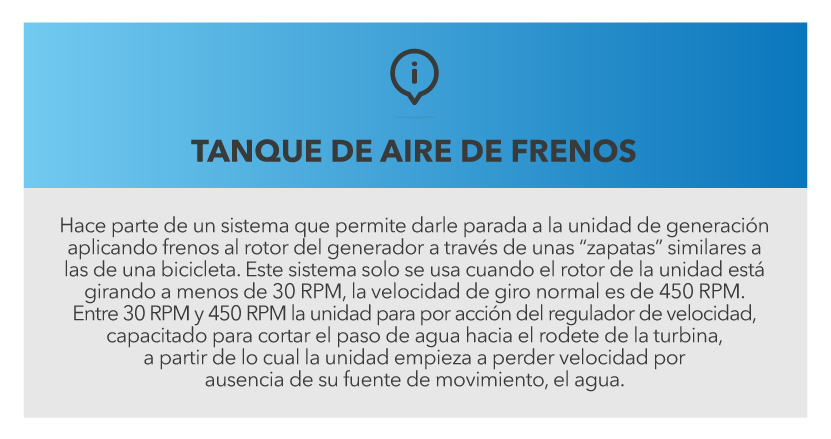 TANQUE DE AIRE DE FRENOS
Hace parte de un sistema que permite darle parada a la unidad de generación
aplicando frenos al rotor del generador a través de unas “zapatas” similares a
las de una bicicleta. Este sistema solo se usa cuando el rotor de la unidad está
girando a menos de 30 RPM, la velocidad de giro normal es de 450 RPM.
Entre 30 RPM y 450 RPM la unidad para por acción del regulador de velocidad,
capacitado para cortar el paso de agua hacia el rodete de la turbina,
a partir de lo cual la unidad empieza a perder velocidad por
ausencia de su fuente de movimiento, el agua.